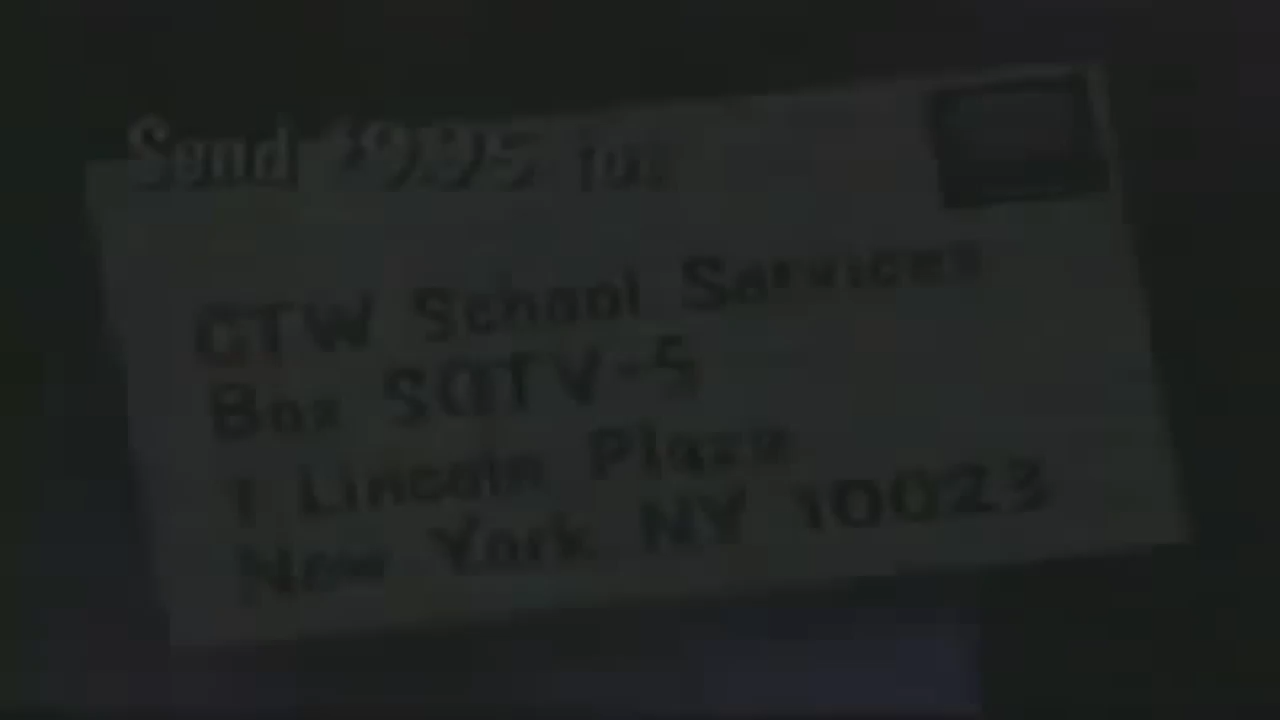 Send $9.95 to:
CTW School Services
Box SQTV-5
1 Lincoln Plaza
New York NY 10023